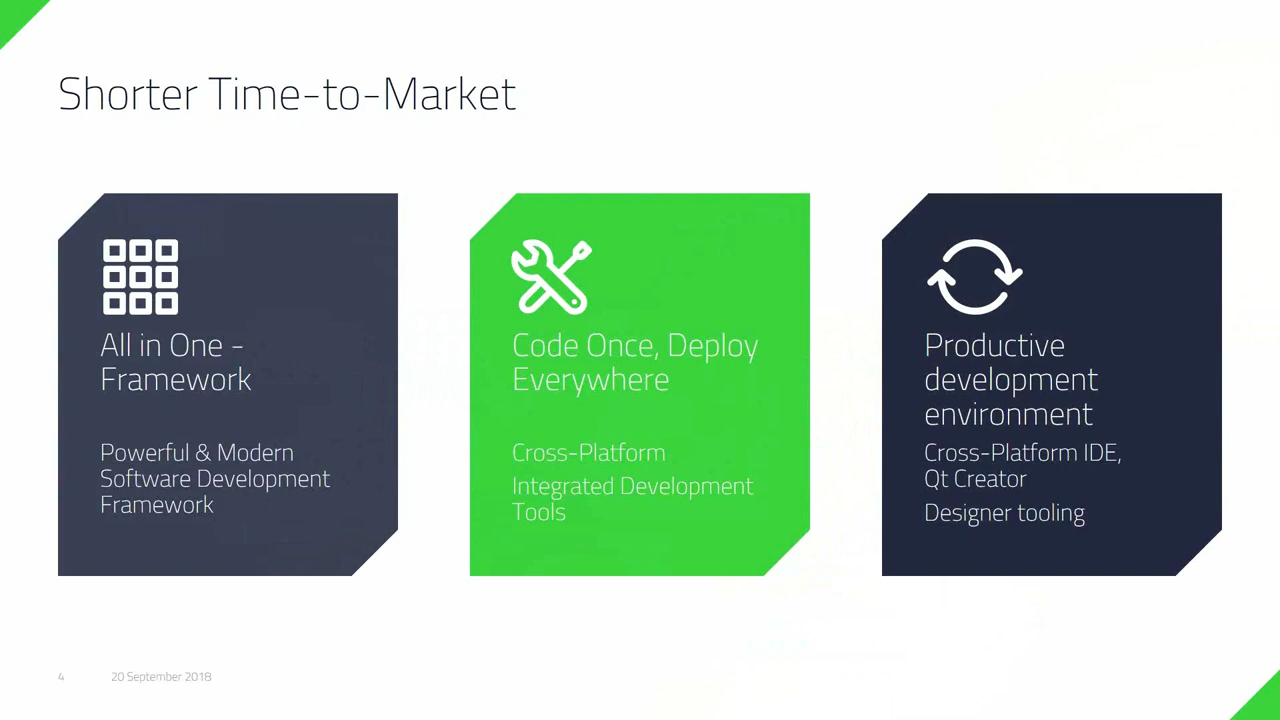 Shorter Time-to-Market
All in One -
Framework
Powerful & Modern
Software Development
Framework
Code Once, Deploy
Everywhere
Cross-Platform
Integrated Development
Tools
Productive
development
environment
Cross-Platform IDE,
Qt Creator
Designer tooling
4
20 September 2018